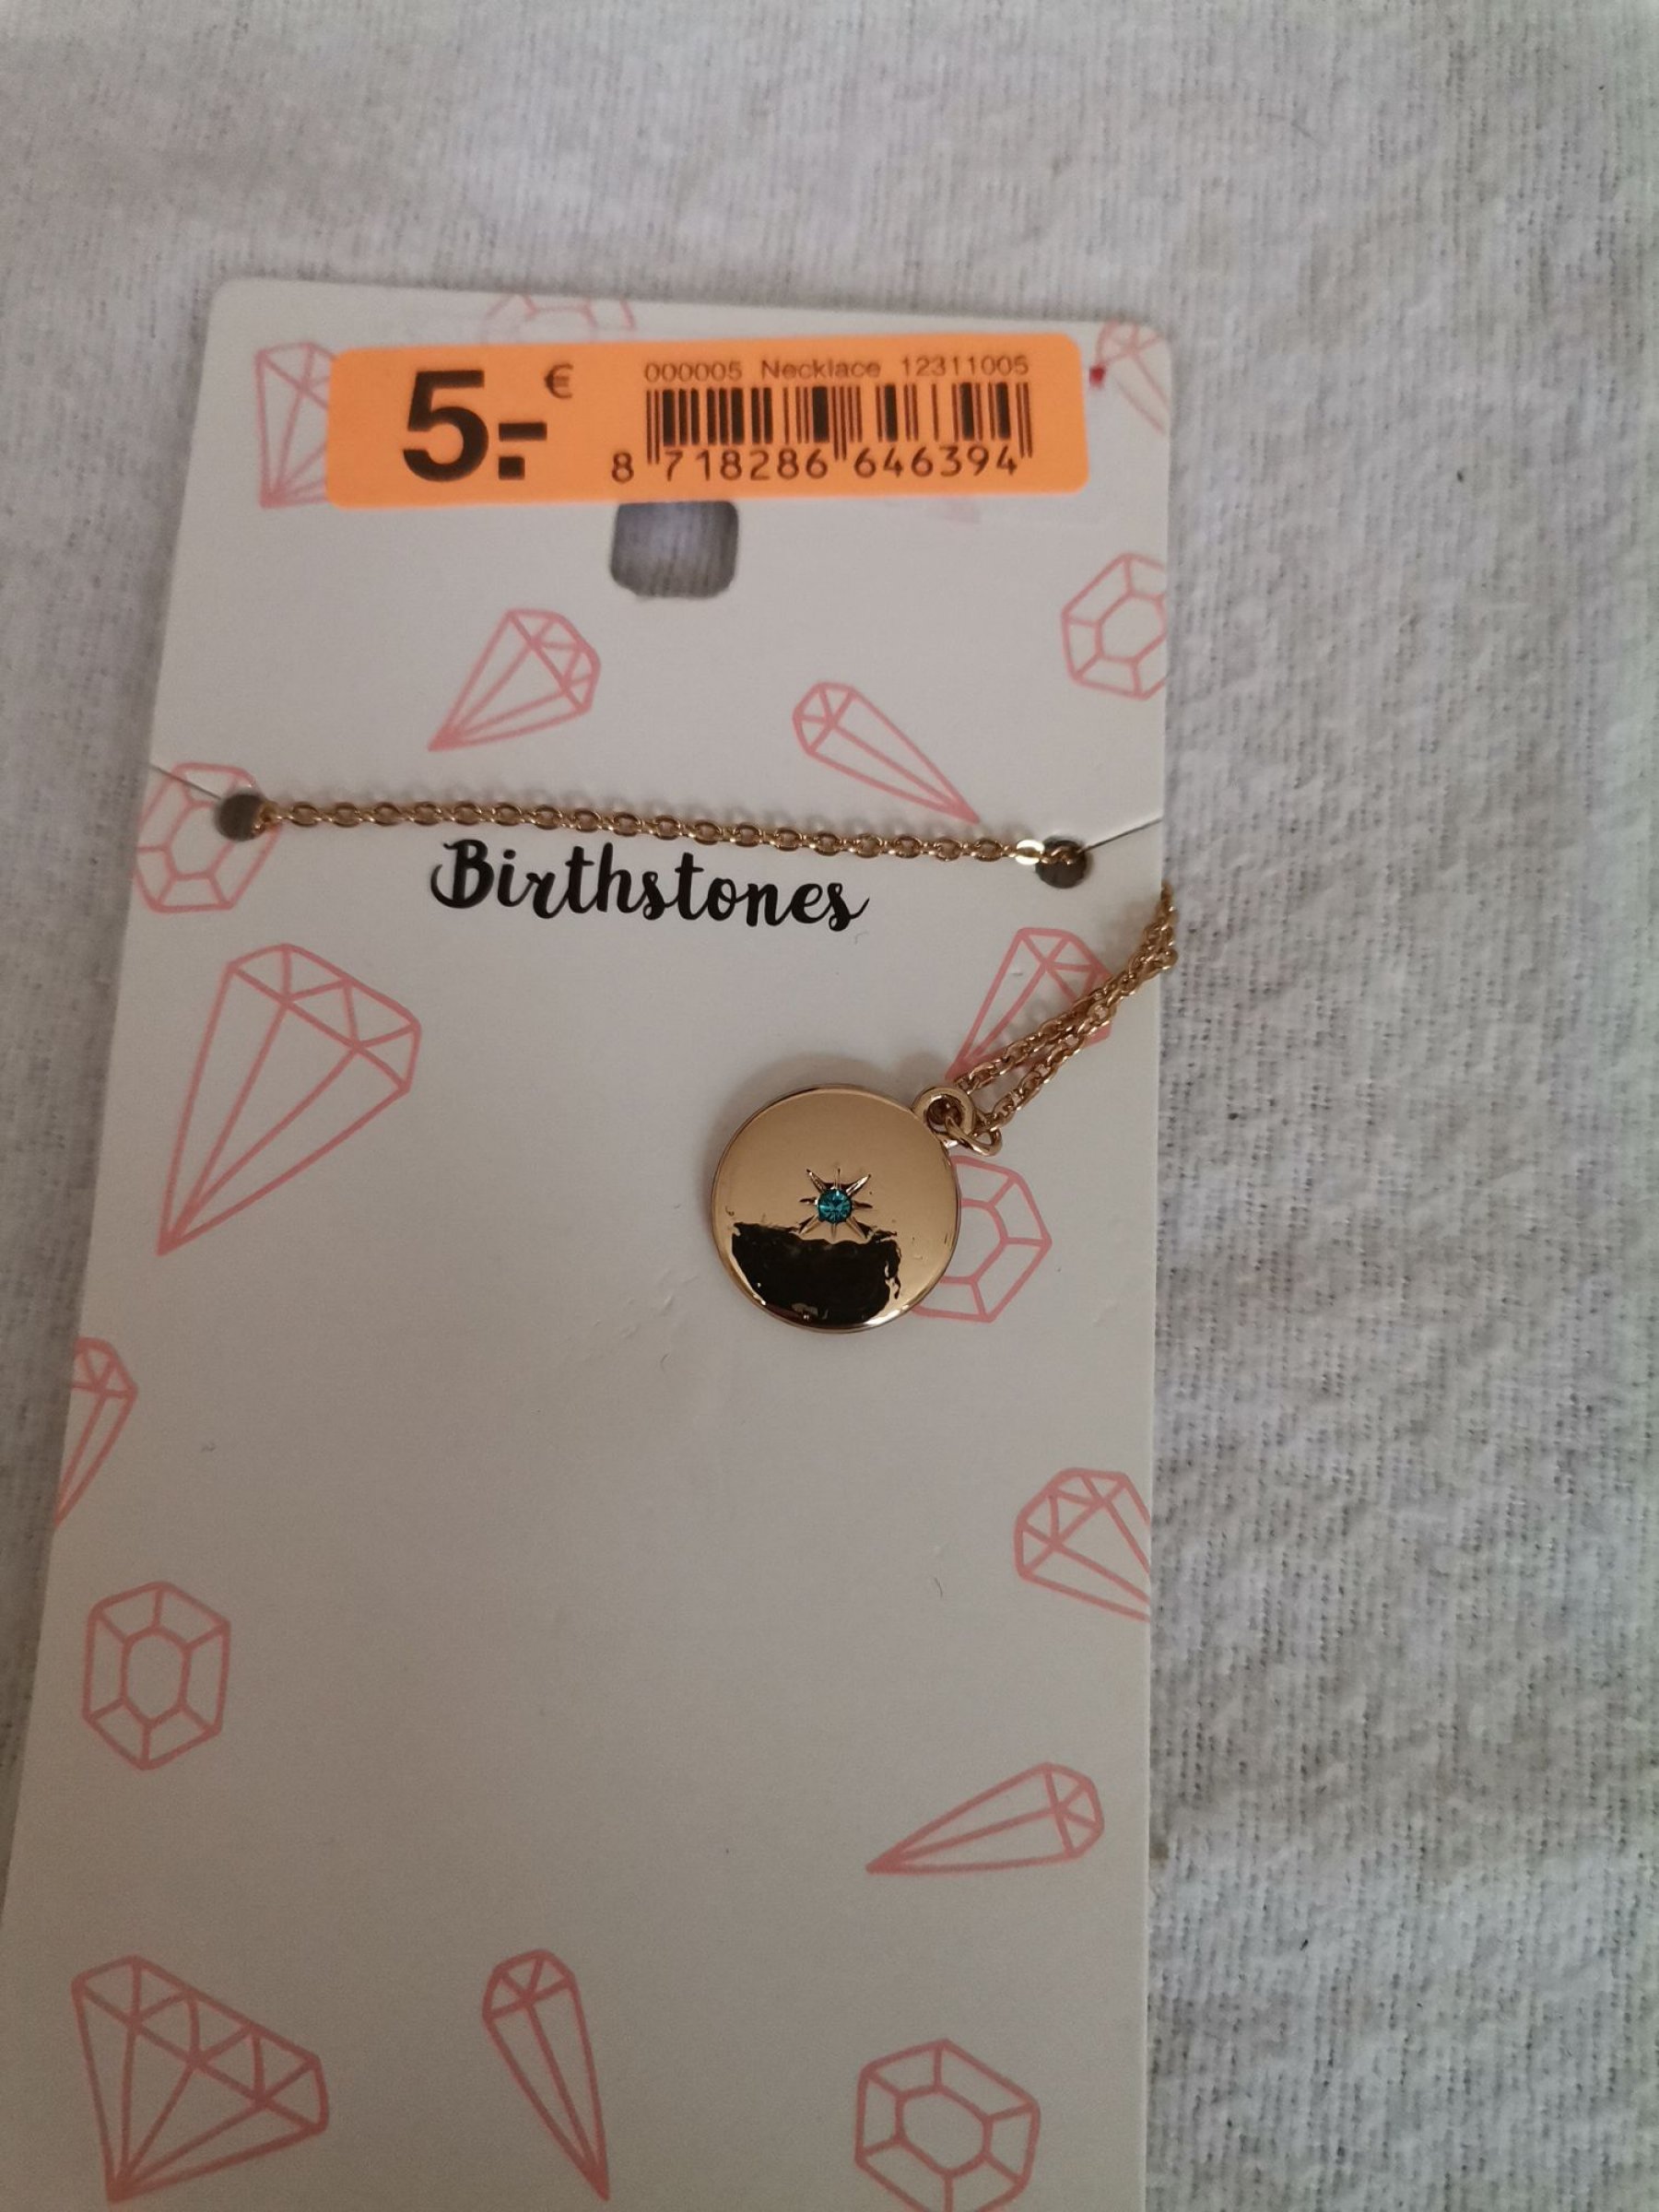 5.- €
000005 Necklace 12311005
8 718286 646394
Birthstones